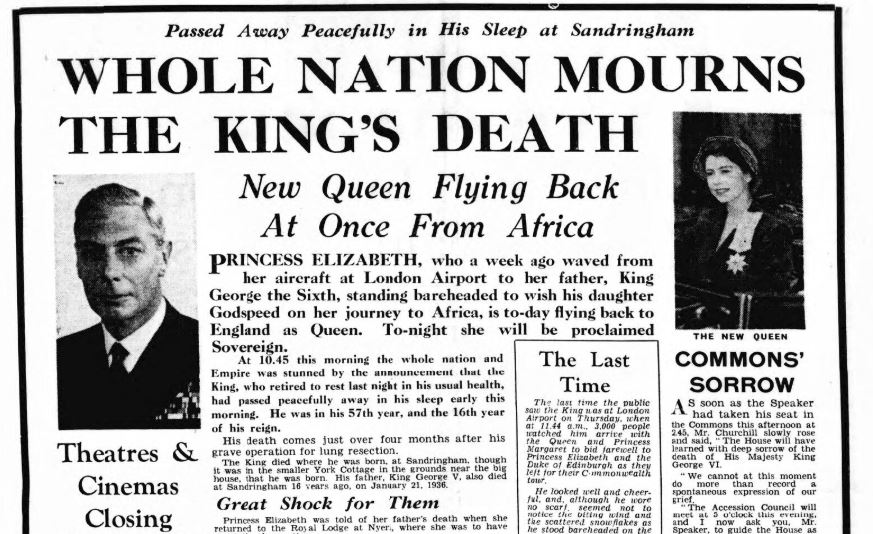 Passed Away Peacefully in His Sleep at Sandringham
WHOLE NATION MOURNS
THE KING'S DEATH
New Queen Flying Back
At Once From Africa
PRINCESS ELIZABETH, who a week ago waved from
her aircraft at London Airport to her father, King
George the Sixth, standing bareheaded to wish his daughter
Godspeed on her journey to Africa, is to-day flying back to
England as Queen. To-night she will be proclaimed
Sovereign.
At 10.45 this morning the whole nation and
Empire was stunned by the announcement that the
King, who retired to rest last night in his usual health,
had passed peacefully away in his sleep early this
morning. He was in his 57th year, and the 16th year
of his reign.
His death comes just over four months after his
grave operation for lung resection.
The King died where he was born, at Sandringham, though
it was in the smaller York Cottage in the grounds near the big
house, that he was born. His father, King George V, also died
at Sandringham 16 years ago, on January 21, 1936.
Great Shock for Them
Princess Elizabeth was told of her father's death when she
returned to the Royal Lodge at Nyeri, where she was to have
Theatres &
Cinemas
Closing
The Last
Time
The last time the public
saw the King was at London
Airport on Thursday, when
at 11.44 a.m., 3,000 people
watched him arrive with
the Queen and Princess
Margaret to bid farewell to
Princess Elizabeth and the
Duke of Edinburgh as they
left for their Commonwealth
tour.
He looked well and cheer-
ful, and, although he wore
no scarf, seemed not to
notice the biting wind and
the scattered snowflakes as
he stood bareheaded on the
THE NEW QUEEN
COMMONS'
SORROW
AS soon as the Speaker
had taken his seat in
the Commons this afternoon at
2.45, Mr. Churchill slowly rose
and said, "The House will have
learned with deep sorrow of the
death of His Majesty King
George VI.
"We cannot at this moment
do more than record a
spontaneous expression of our
grief.
"The Accession Council will
meet at 5 o'clock this evening,
and I now ask you, Mr.
Speaker, to guide the House as